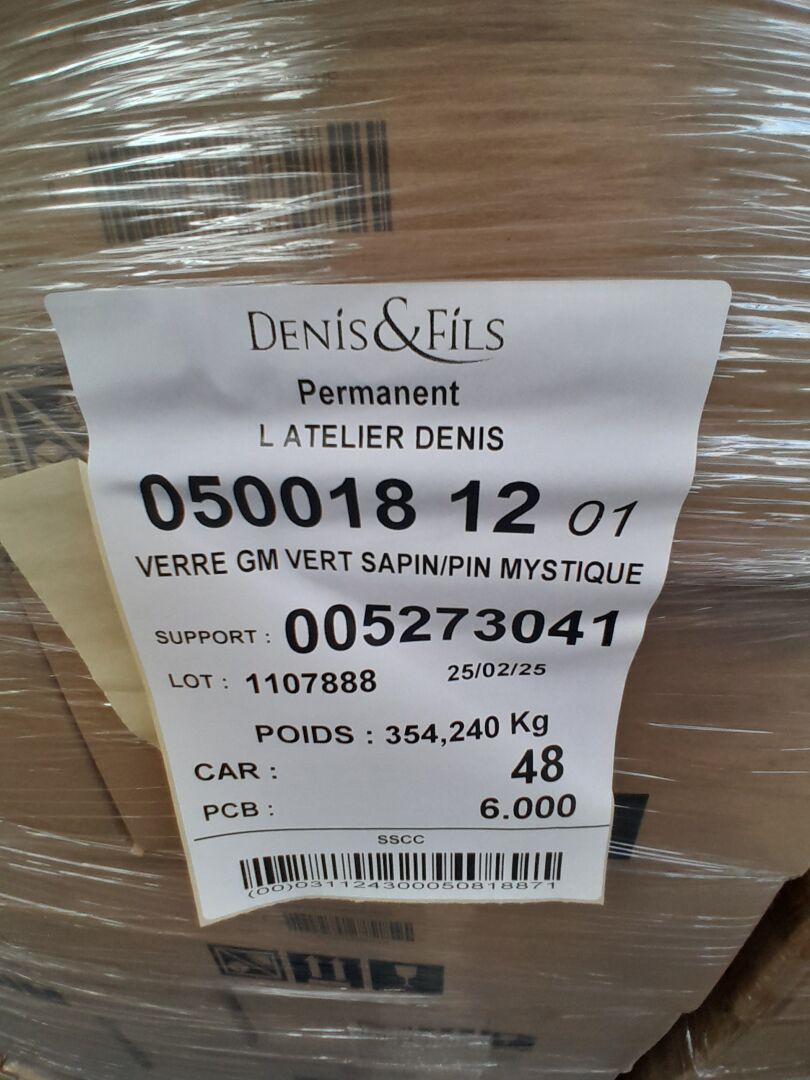 DENIS&FILS
Permanent
L ATELIER DENIS
050018 12 01
VERRE GM VERT SAPIN/PIN MYSTIQUE
SUPPORT : 005273041
LOT : 1107888 25/02/25
POIDS : 354,240 Kg
CAR : 48
PCB : 6.000
SSCC
(00)031124300050818871